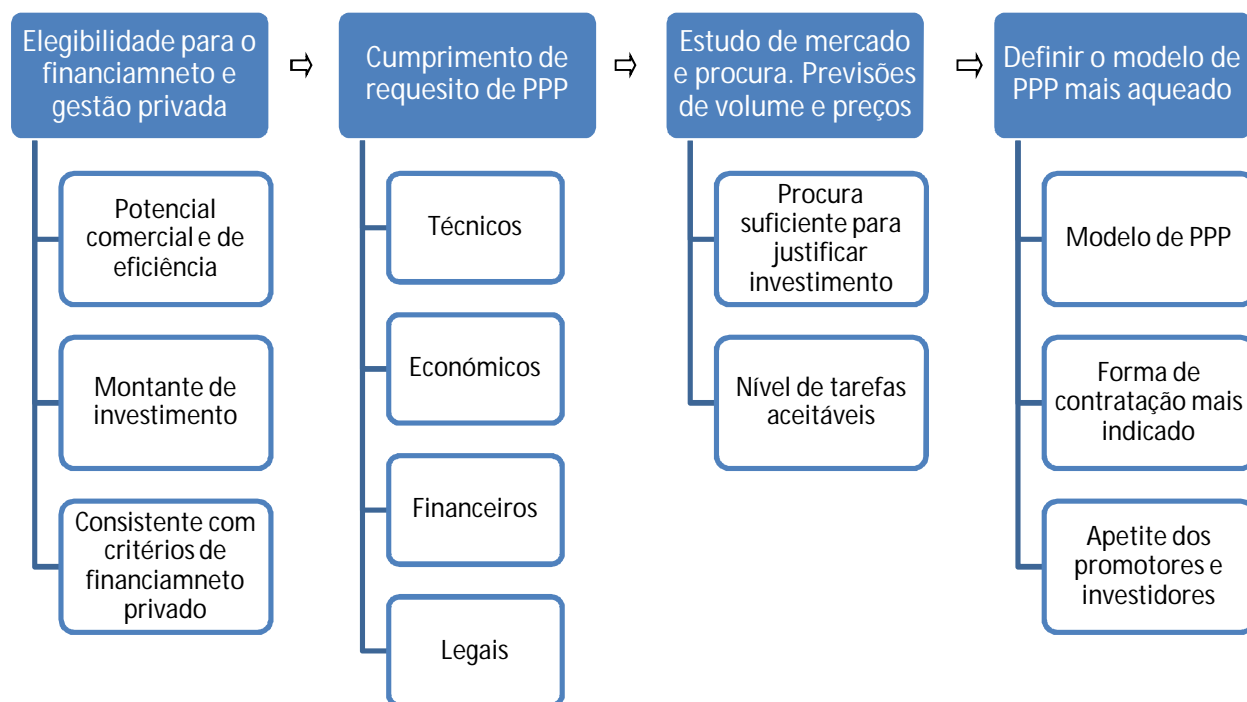 Elegibilidade para o
financiamneto e
gestão privada
Potencial
comercial e de
eficiência
Montante de
investimento
Consistente com
critérios de
financiamneto
privado
Cumprimento de
requesito de PPP
Técnicos
Económicos
Financeiros
Legais
Estudo de mercado
e procura. Previsões
de volume e preços
Procura
suficiente para
justificar
investimento
Nível de tarefas
aceitáveis
Definir o modelo de
PPP mais aqueado
Modelo de PPP
Forma de
contratação mais
indicado
Apetite dos
promotores e
investidores